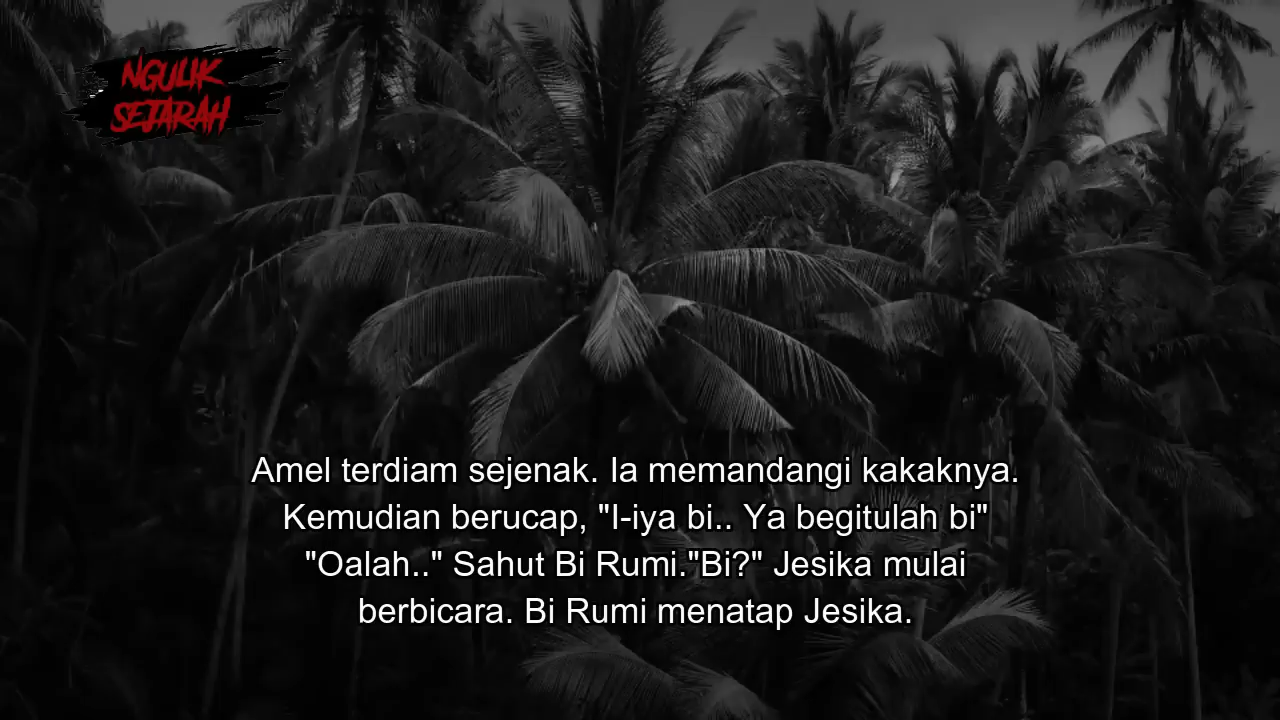 NGULIK
SEJARAH
Amel terdiam sejenak. Ia memandangi kakaknya.
Kemudian berucap, "I-iya bi.. Ya begitulah bi"
"Oalah.." Sahut Bi Rumi."Bi?" Jesika mulai
berbicara. Bi Rumi menatap Jesika.